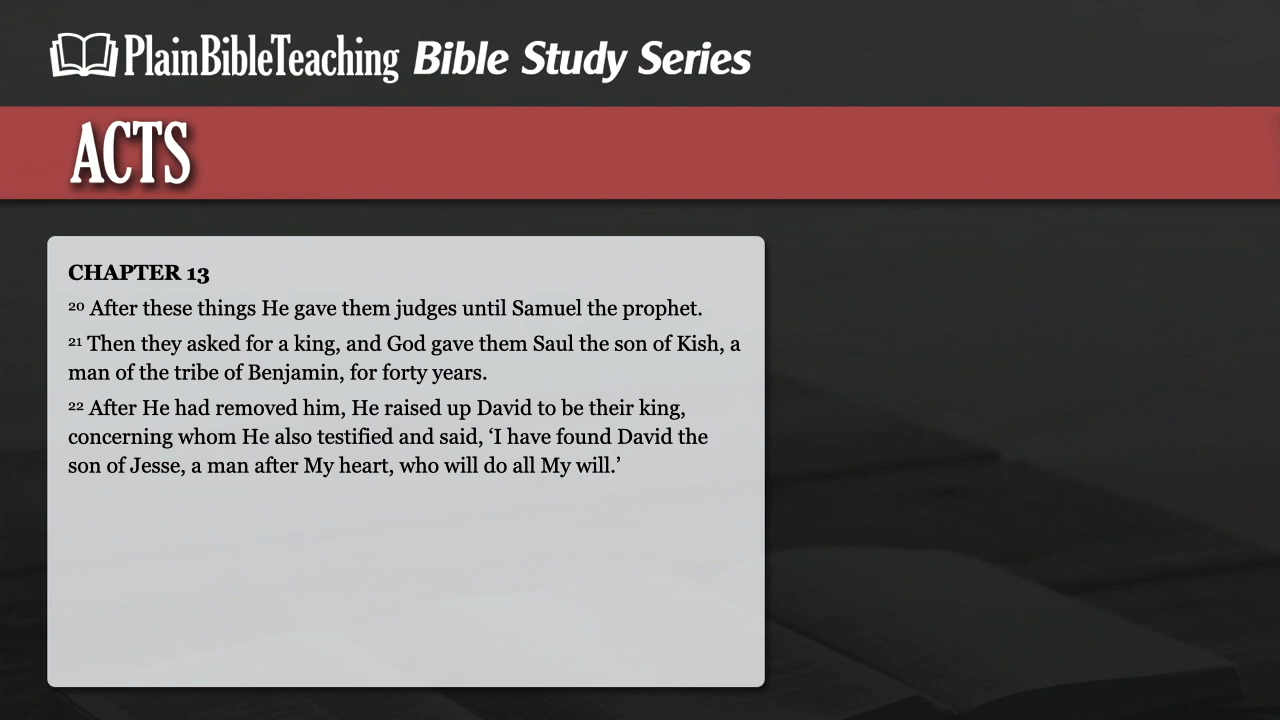 PlainBibleTeaching Bible Study Series
ACTS
CHAPTER 13
20 After these things He gave them judges until Samuel the prophet.
21 Then they asked for a king, and God gave them Saul the son of Kish, a
man of the tribe of Benjamin, for forty years.
22 After He had removed him, He raised up David to be their king,
concerning whom He also testified and said, ‘I have found David the
son of Jesse, a man after My heart, who will do all My will.’